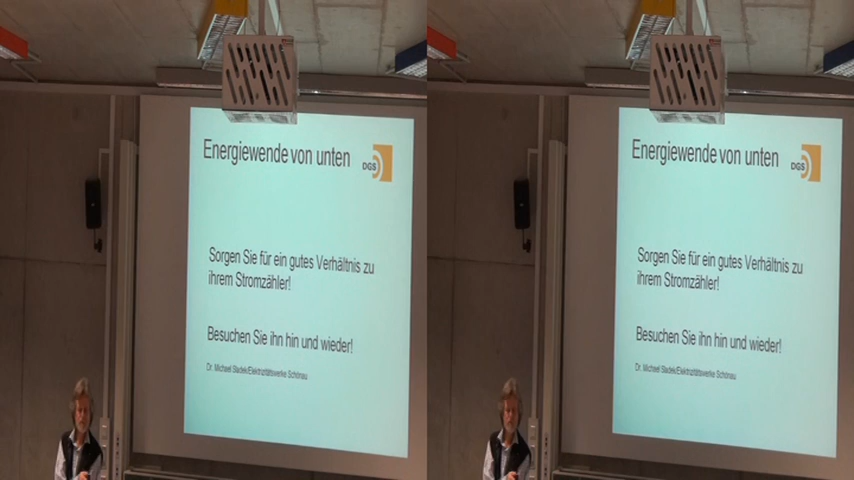 Energiewende von unten
DGS
Sorgen Sie für ein gutes Verhältnis zu
ihrem Stromzähler!
Besuchen Sie ihn hin und wieder!
Dr. Michael Sladek/Elektrizitätswerke Schönau
Energiewende von unten
DGS
Sorgen Sie für ein gutes Verhältnis zu
ihrem Stromzähler!
Besuchen Sie ihn hin und wieder!
Dr. Michael Sladek/Elektrizitätswerke Schönau